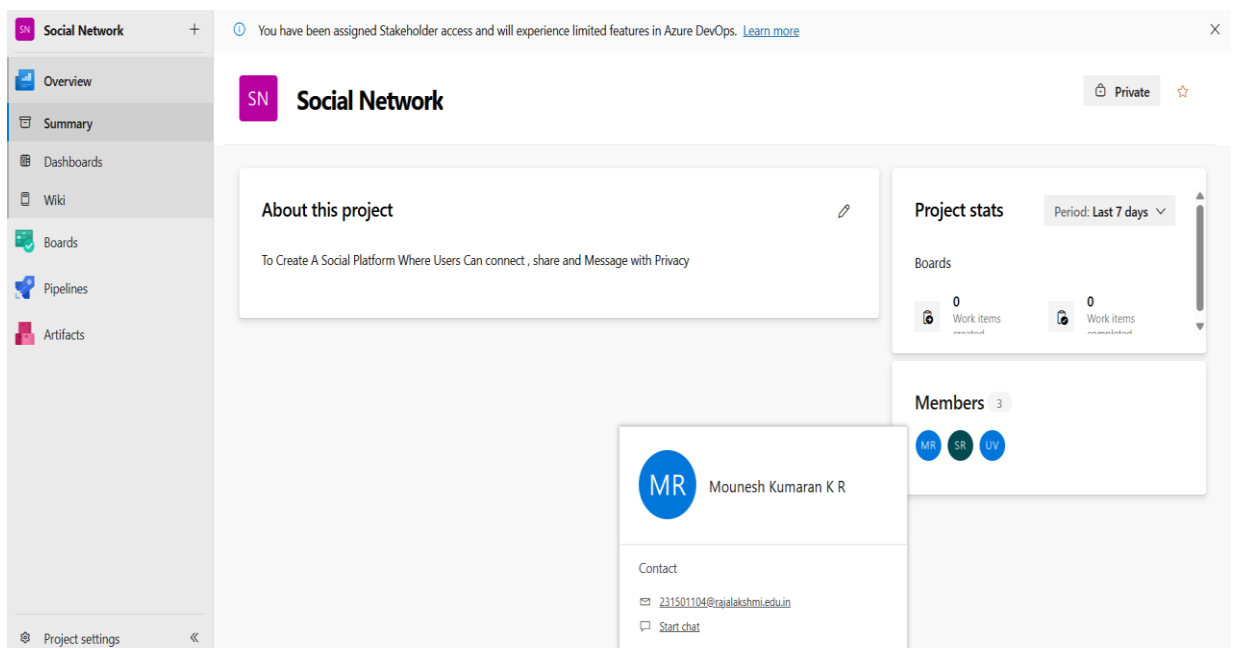 SN Social Network +
You have been assigned Stakeholder access and will experience limited features in Azure DevOps. Learn more
Overview
Summary
Dashboards
Wiki
Boards
Pipelines
Artifacts
Project settings
SN Social Network
Private
About this project
To Create A Social Platform Where Users Can connect , share and Message with Privacy
Project stats
Period: Last 7 days
Boards
0
Work items
created
0
Work items
completed
Members 3
MR SR UV
MR Mounesh Kumaran K R
Contact
231501104@rajalakshmi.edu.in
Start chat